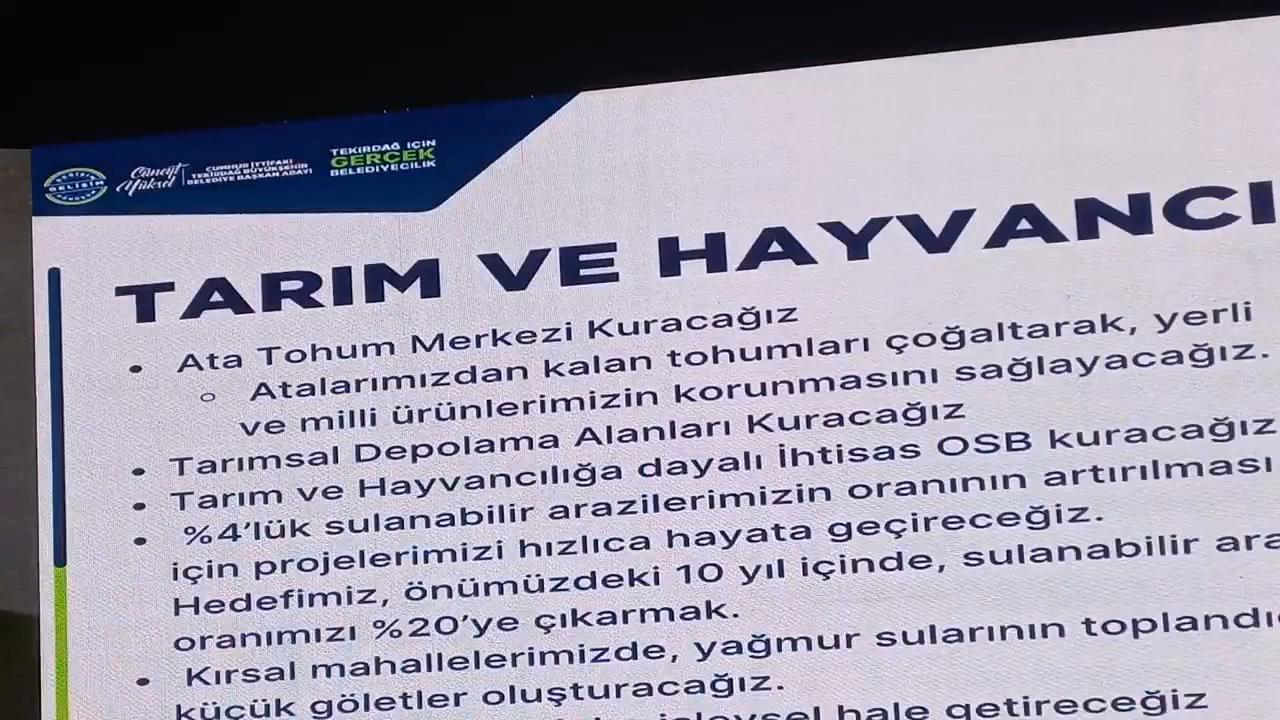 GELİŞİM
Cüneyt
Yüksel
CUMHUR İTTİFAKI
TEKİRDAĞ BÜYÜKŞEHİR
BELEDİYE BAŞKAN ADAYI
TEKİRDAĞ İÇİN
GERÇEK
BELEDİYECİLİK
TARIM VE HAYVANCI
• Ata Tohum Merkezi Kuracağız
○ Atalarımızdan kalan tohumları çoğaltarak, yerli
ve milli ürünlerimizin korunmasını sağlayacağız.
• Tarımsal Depolama Alanları Kuracağız
• Tarım ve Hayvancılığa dayalı İhtisas OSB kuracağız
• %4'lük sulanabilir arazilerimizin oranının artırılması
için projelerimizi hızlıca hayata geçireceğiz.
Hedefimiz, önümüzdeki 10 yıl içinde, sulanabilir ara
oranımızı %20'ye çıkarmak.
• Kırsal mahallelerimizde, yağmur sularının toplandı
küçük göletler oluşturacağız.
hale getireceğiz